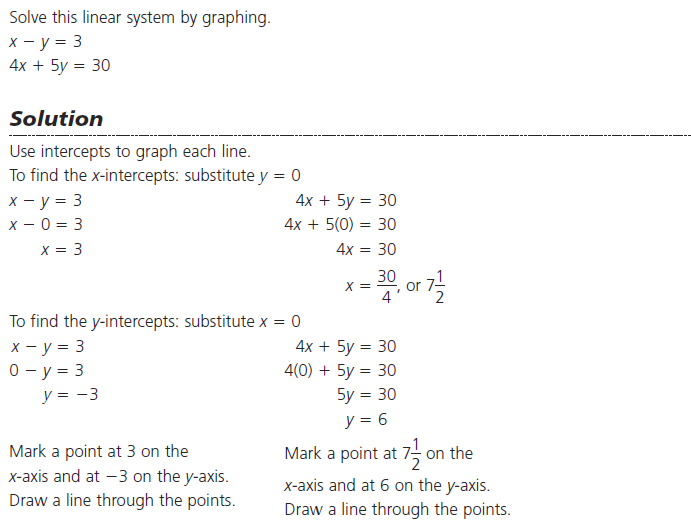 Solve this linear system by graphing.
x − y = 3
4x + 5y = 30
Solution
Use intercepts to graph each line.
To find the x-intercepts: substitute y = 0
x − y = 3
x − 0 = 3
x = 3
4x + 5y = 30
4x + 5(0) = 30
4x = 30
x = 30/4, or 7 1/2
To find the y-intercepts: substitute x = 0
x − y = 3
0 − y = 3
y = −3
4x + 5y = 30
4(0) + 5y = 30
5y = 30
y = 6
Mark a point at 3 on the
x-axis and at −3 on the y-axis.
Draw a line through the points.
Mark a point at 7 1/2 on the
x-axis and at 6 on the y-axis.
Draw a line through the points.